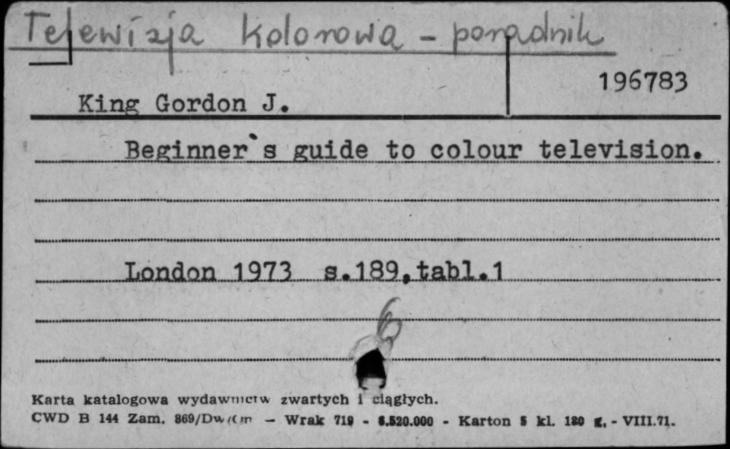 Telewizja kolorowa - poradnik
196783
King Gordon J.
Beginner`s guide to colour television.
London 1973 s.189,tabl.1
6
Karta katalogowa wydawnictw zwartych i ciągłych.
CWD B 144 Zam. 869/Dw - Wrak 719 - 6.520.000 - Karton 5 kl. 180 g. - VIII.71.